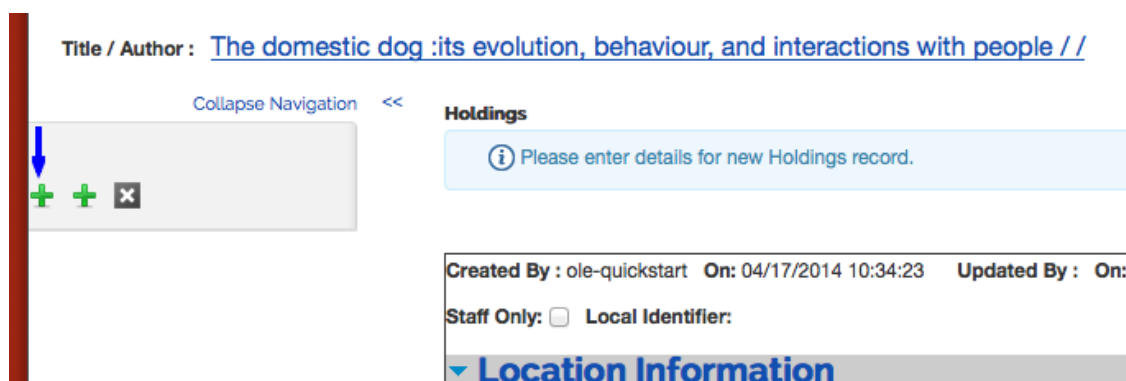 Title / Author : The domestic dog :its evolution, behaviour, and interactions with people / /
Collapse Navigation <<
Holdings
Please enter details for new Holdings record.
Created By : ole-quickstart On: 04/17/2014 10:34:23 Updated By : On:
Staff Only: Local Identifier:
Location Information